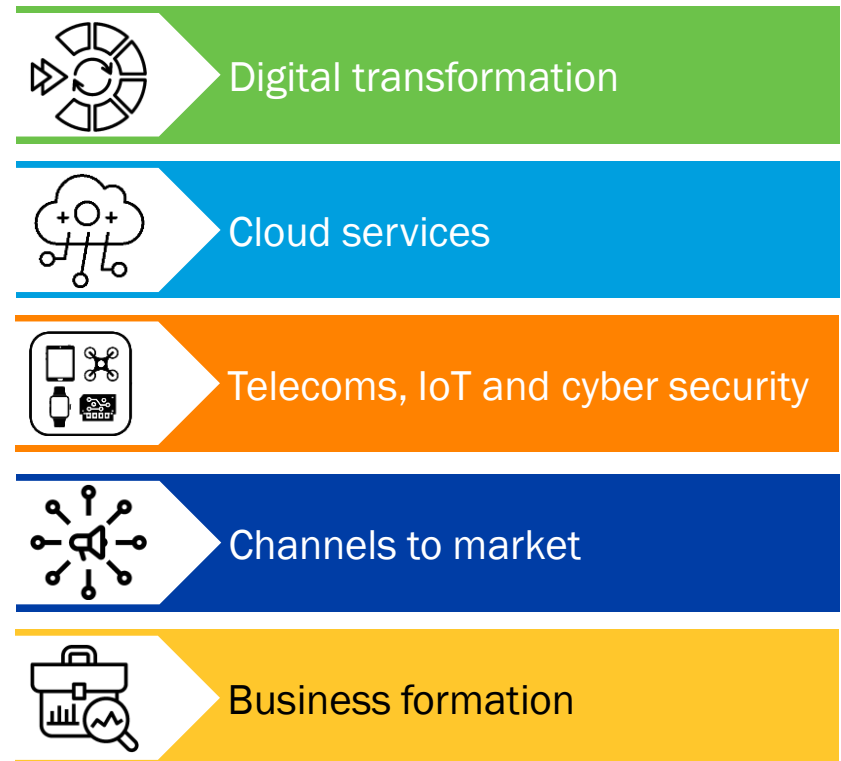 Digital transformation
Cloud services
Telecoms, IoT and cyber security
Channels to market
Business formation